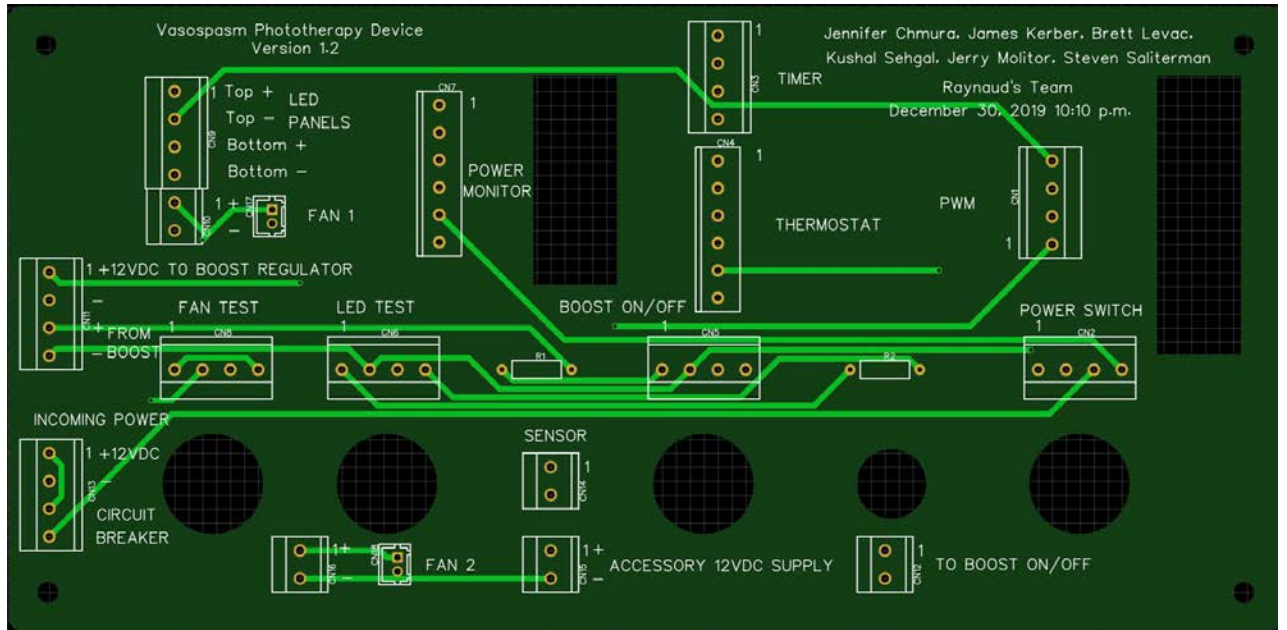 Vasospasm Phototherapy Device
Version 1.2
Jennifer Chmura, James Kerber, Brett Levac,
Kushal Sehgal, Jerry Molitor, Steven Saliterman
Raynaud's Team
December 30, 2019 10:10 p.m.
1
TIMER
CN3
1 Top +
Top -
Bottom +
Bottom -
LED
PANELS
CN9
CN7
1
POWER
MONITOR
CN4
1
THERMOSTAT
CN1
PWM
1
1 +
-
CN10
CN17
FAN 1
1 +12VDC TO BOOST REGULATOR
-
+ FROM
- BOOST
CN11
FAN TEST
1
CN8
LED TEST
1
CN6
R1
BOOST ON/OFF
1
CN5
R2
POWER SWITCH
1
CN2
INCOMING POWER
1 +12VDC
-
CN13
CIRCUIT
BREAKER
SENSOR
1
CN14
1+
-
CN16
CN18
FAN 2
1 +
-
CN15
ACCESSORY 12VDC SUPPLY
1
CN12
TO BOOST ON/OFF